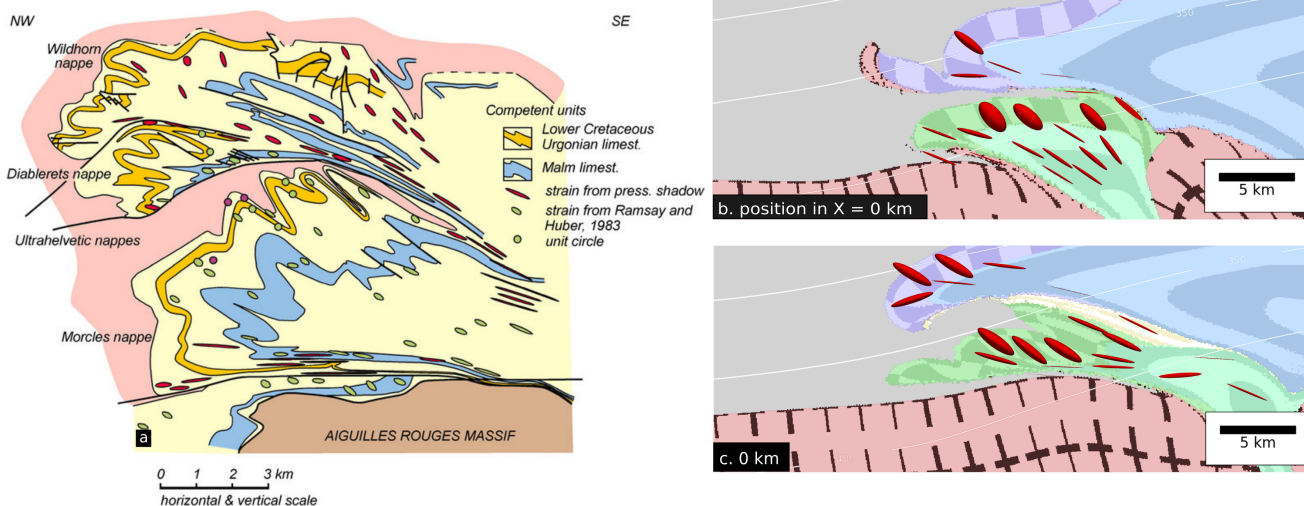 NW
SE
Wildhorn
nappe
Competent units
Lower Cretaceous
Urgonian limest.
Malm limest.
strain from press. shadow
strain from Ramsay and
Huber, 1983
unit circle
Diablerets nappe
Ultrahelvetic nappes
Morcles nappe
AIGUILLES ROUGES MASSIF
a
0 1 2 3 km
horizontal & vertical scale
350
5 km
b. position in X = 0 km
350
5 km
c. 0 km